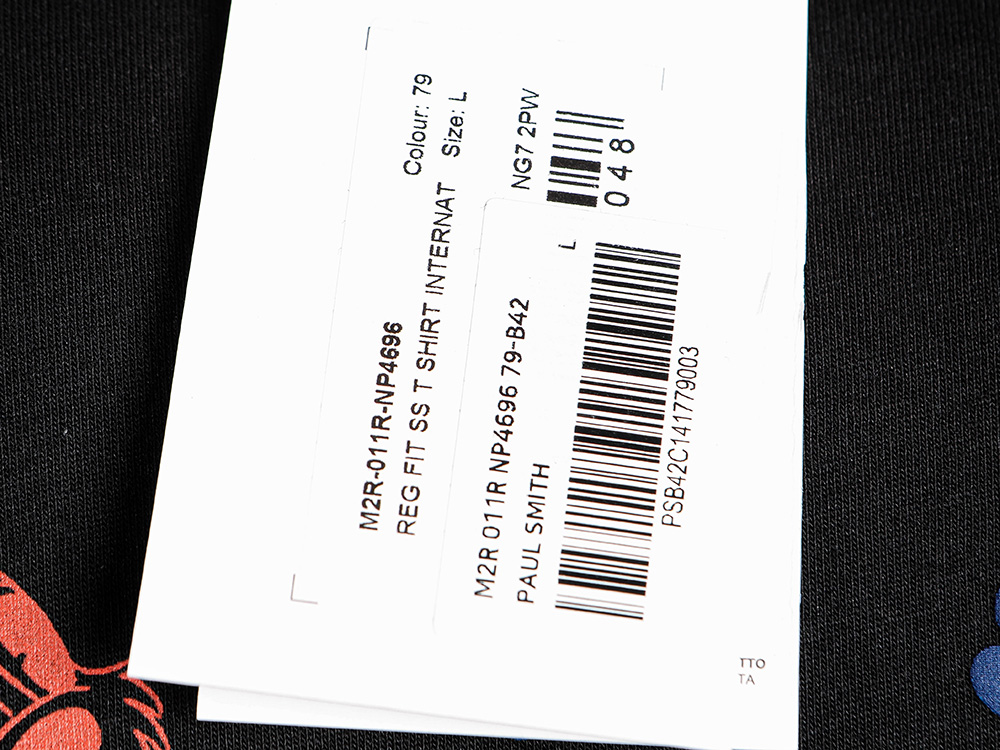 M2R-011R-NP4696
REG FIT SS T SHIRT INTERNAT
Colour: 79
Size: L
NG7 2PW
048
L
M2R 011R NP4696 79-B42
PAUL SMITH
PSB42C141779003
TTO
TA